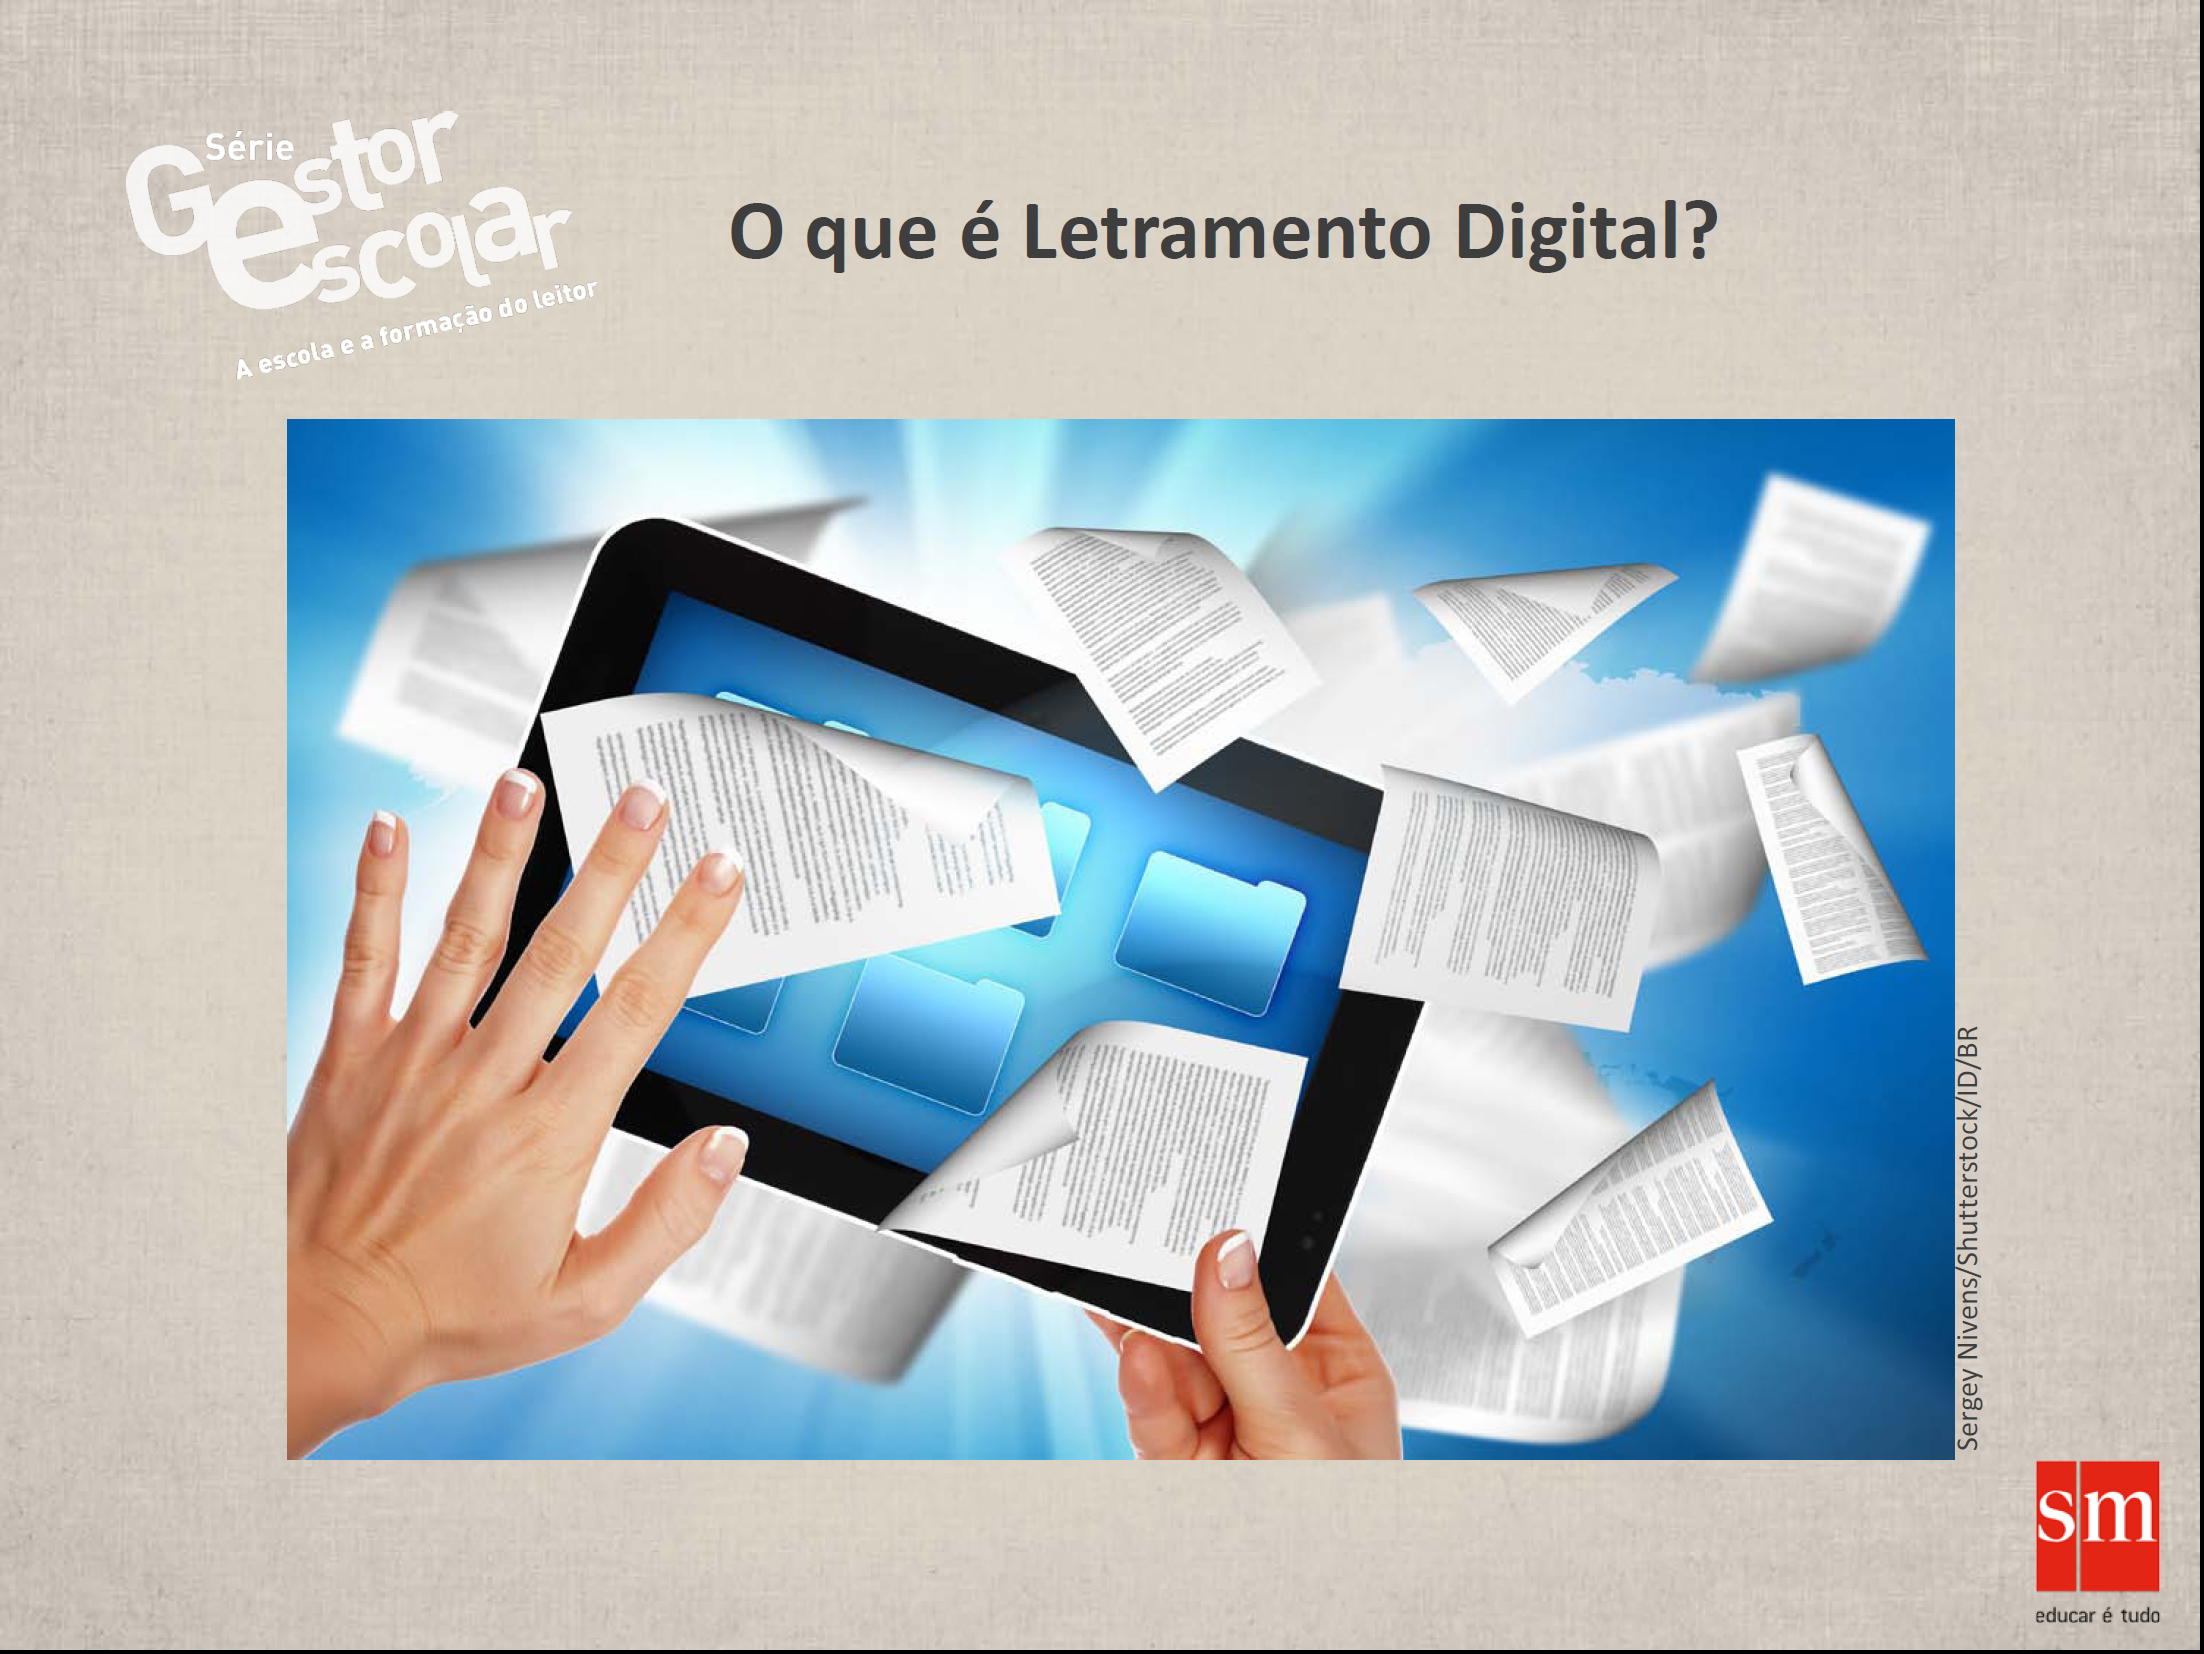 Série
Gestor
escolar
A escola e a formação do leitor
O que é Letramento Digital?
Sergey Nivens/Shutterstock/ID/BR
sm
educar é tudo